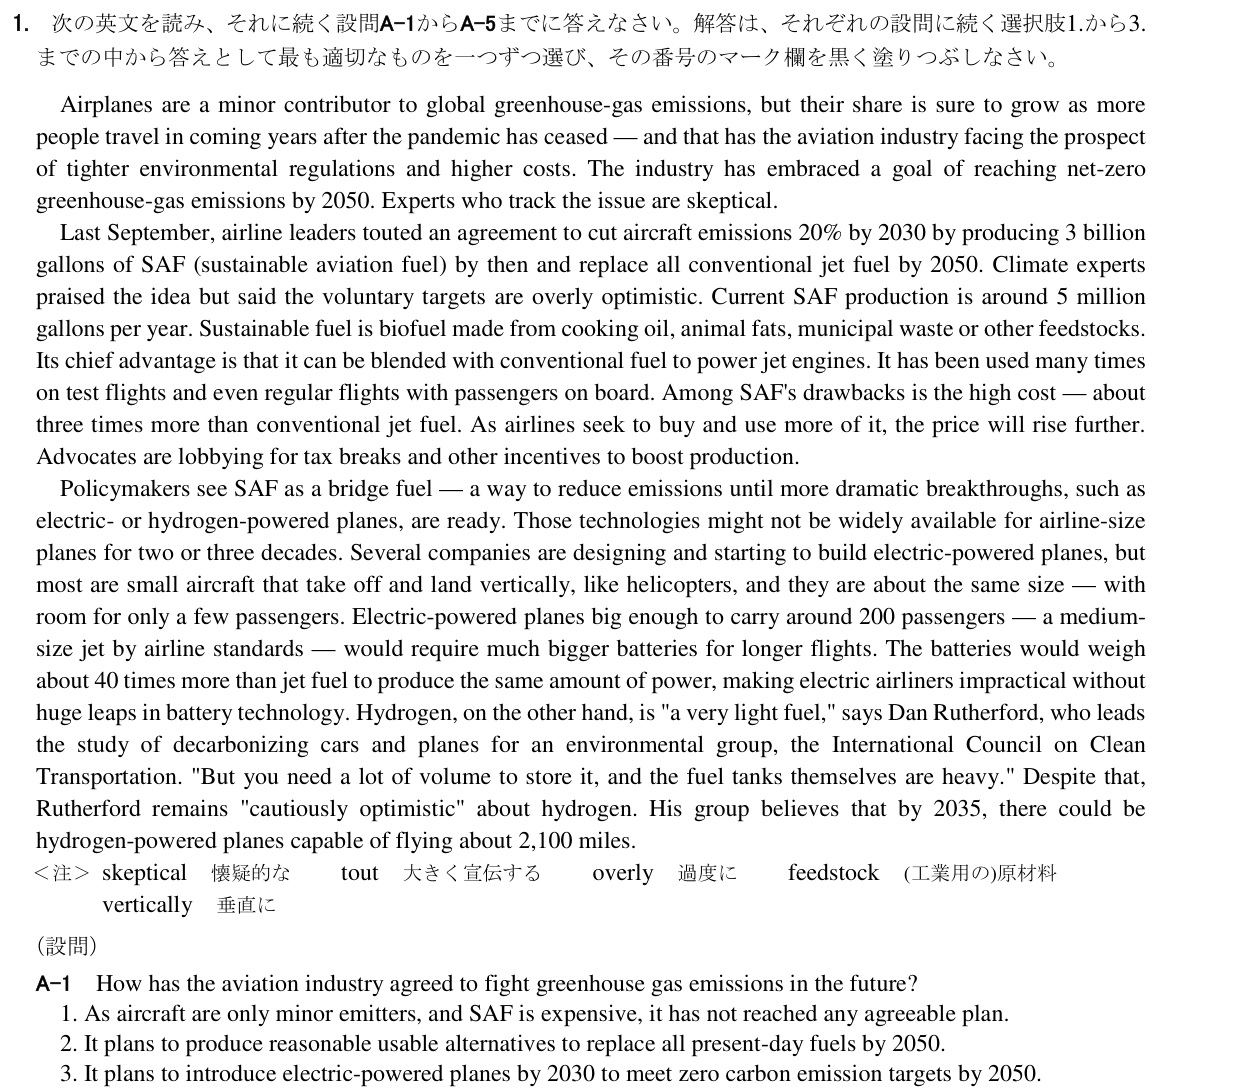 1. 次の英文を読み、それに続く設問A−1からA−5までに答えなさい。解答は、それぞれの設問に続く選択肢1.から3.
までの中から答えとして最も適切なものを一つずつ選び、その番号のマーク欄を黒く塗りつぶしなさい。
Airplanes are a minor contributor to global greenhouse-gas emissions, but their share is sure to grow as more
people travel in coming years after the pandemic has ceased — and that has the aviation industry facing the prospect
of tighter environmental regulations and higher costs. The industry has embraced a goal of reaching net-zero
greenhouse-gas emissions by 2050. Experts who track the issue are skeptical.
Last September, airline leaders touted an agreement to cut aircraft emissions 20% by 2030 by producing 3 billion
gallons of SAF (sustainable aviation fuel) by then and replace all conventional jet fuel by 2050. Climate experts
praised the idea but said the voluntary targets are overly optimistic. Current SAF production is around 5 million
gallons per year. Sustainable fuel is biofuel made from cooking oil, animal fats, municipal waste or other feedstocks.
Its chief advantage is that it can be blended with conventional fuel to power jet engines. It has been used many times
on test flights and even regular flights with passengers on board. Among SAF's drawbacks is the high cost — about
three times more than conventional jet fuel. As airlines seek to buy and use more of it, the price will rise further.
Advocates are lobbying for tax breaks and other incentives to boost production.
Policymakers see SAF as a bridge fuel — a way to reduce emissions until more dramatic breakthroughs, such as
electric- or hydrogen-powered planes, are ready. Those technologies might not be widely available for airline-size
planes for two or three decades. Several companies are designing and starting to build electric-powered planes, but
most are small aircraft that take off and land vertically, like helicopters, and they are about the same size — with
room for only a few passengers. Electric-powered planes big enough to carry around 200 passengers — a medium-
size jet by airline standards — would require much bigger batteries for longer flights. The batteries would weigh
about 40 times more than jet fuel to produce the same amount of power, making electric airliners impractical without
huge leaps in battery technology. Hydrogen, on the other hand, is "a very light fuel," says Dan Rutherford, who leads
the study of decarbonizing cars and planes for an environmental group, the International Council on Clean
Transportation. "But you need a lot of volume to store it, and the fuel tanks themselves are heavy." Despite that,
Rutherford remains "cautiously optimistic" about hydrogen. His group believes that by 2035, there could be
hydrogen-powered planes capable of flying about 2,100 miles.
＜注＞ skeptical 懐疑的な tout 大きく宣伝する overly 過度に feedstock (工業用の)原材料
vertically 垂直に
（設問）
A−1 How has the aviation industry agreed to fight greenhouse gas emissions in the future?
1. As aircraft are only minor emitters, and SAF is expensive, it has not reached any agreeable plan.
2. It plans to produce reasonable usable alternatives to replace all present-day fuels by 2050.
3. It plans to introduce electric-powered planes by 2030 to meet zero carbon emission targets by 2050.